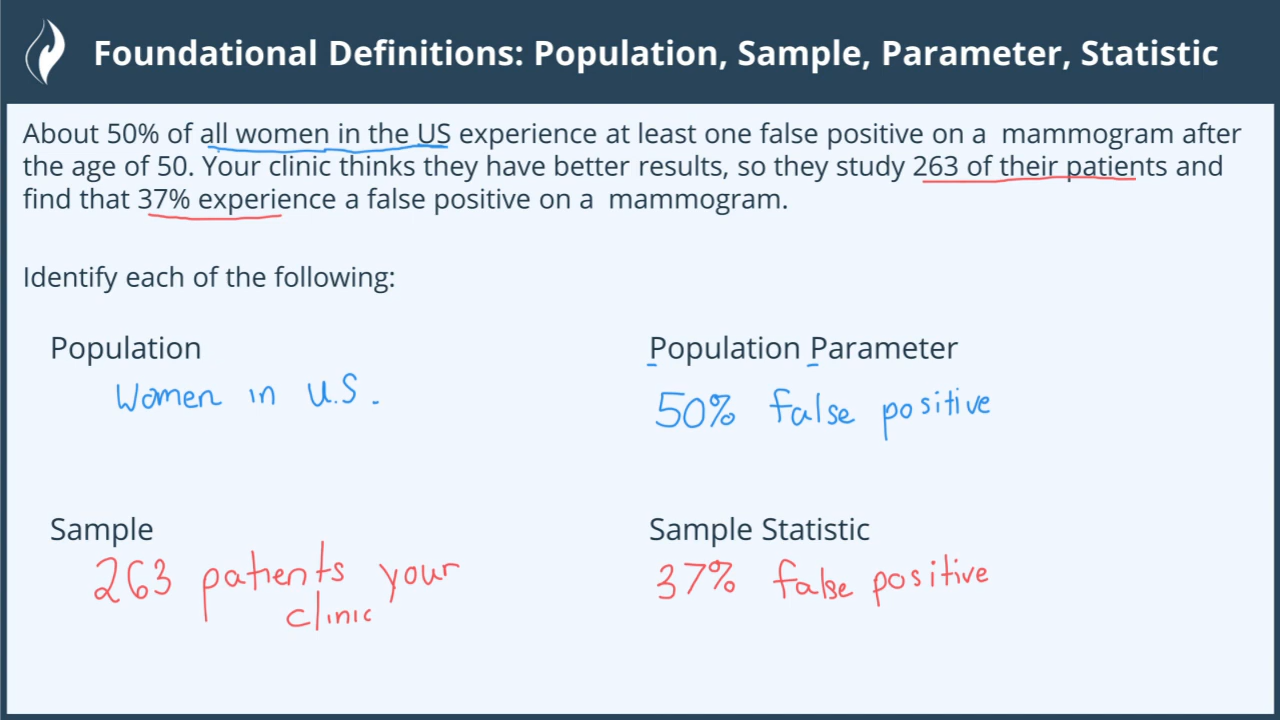 Foundational Definitions: Population, Sample, Parameter, Statistic
About 50% of all women in the US experience at least one false positive on a mammogram after
the age of 50. Your clinic thinks they have better results, so they study 263 of their patients and
find that 37% experience a false positive on a mammogram.
Identify each of the following:
Population
Women in U.S.
Population Parameter
50% false positive
Sample
263 patients your
clinic
Sample Statistic
37% false positive